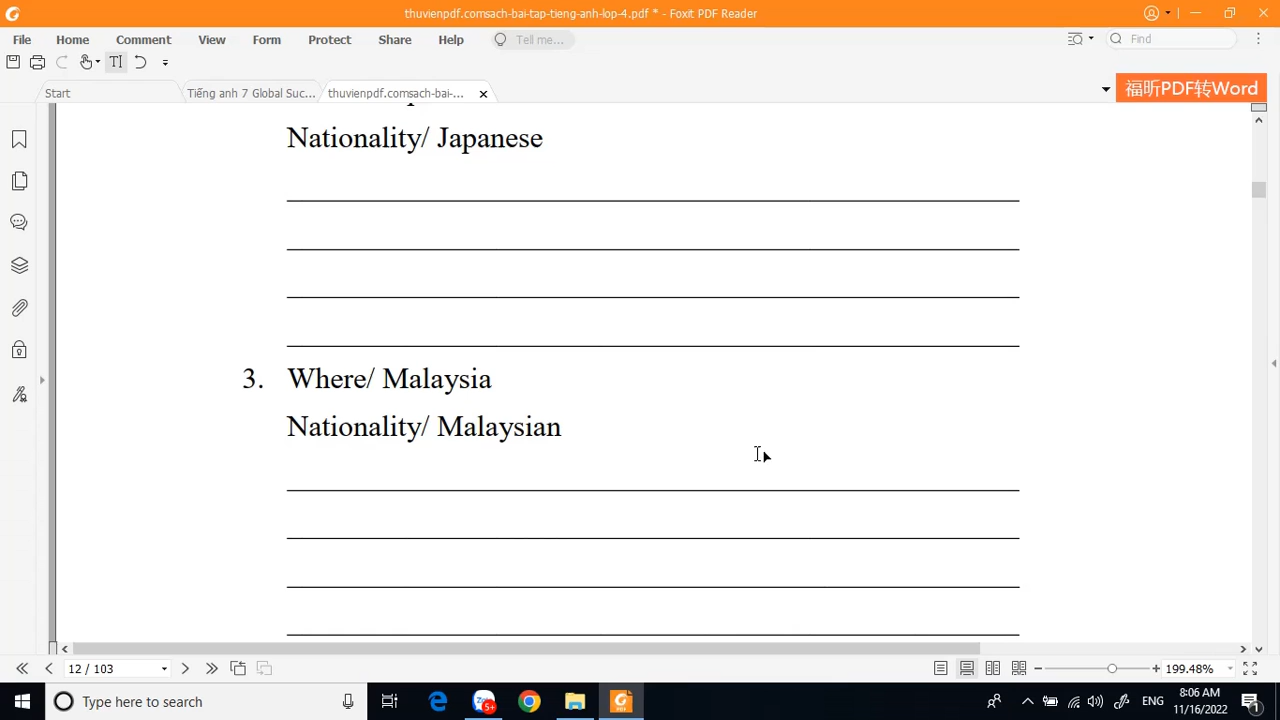 thuvienpdf.comsach-bai-tap-tieng-anh-lop-4.pdf * - Foxit PDF Reader
File Home Comment View Form Protect Share Help Tell me... Find
Start Tiếng anh 7 Global Suc... thuvienpdf.comsach-bai-... 福昕PDF转Word
Nationality/ Japanese
3. Where/ Malaysia
Nationality/ Malaysian
12 / 103 199.48%
Type here to search ENG 8:06 AM
11/16/2022